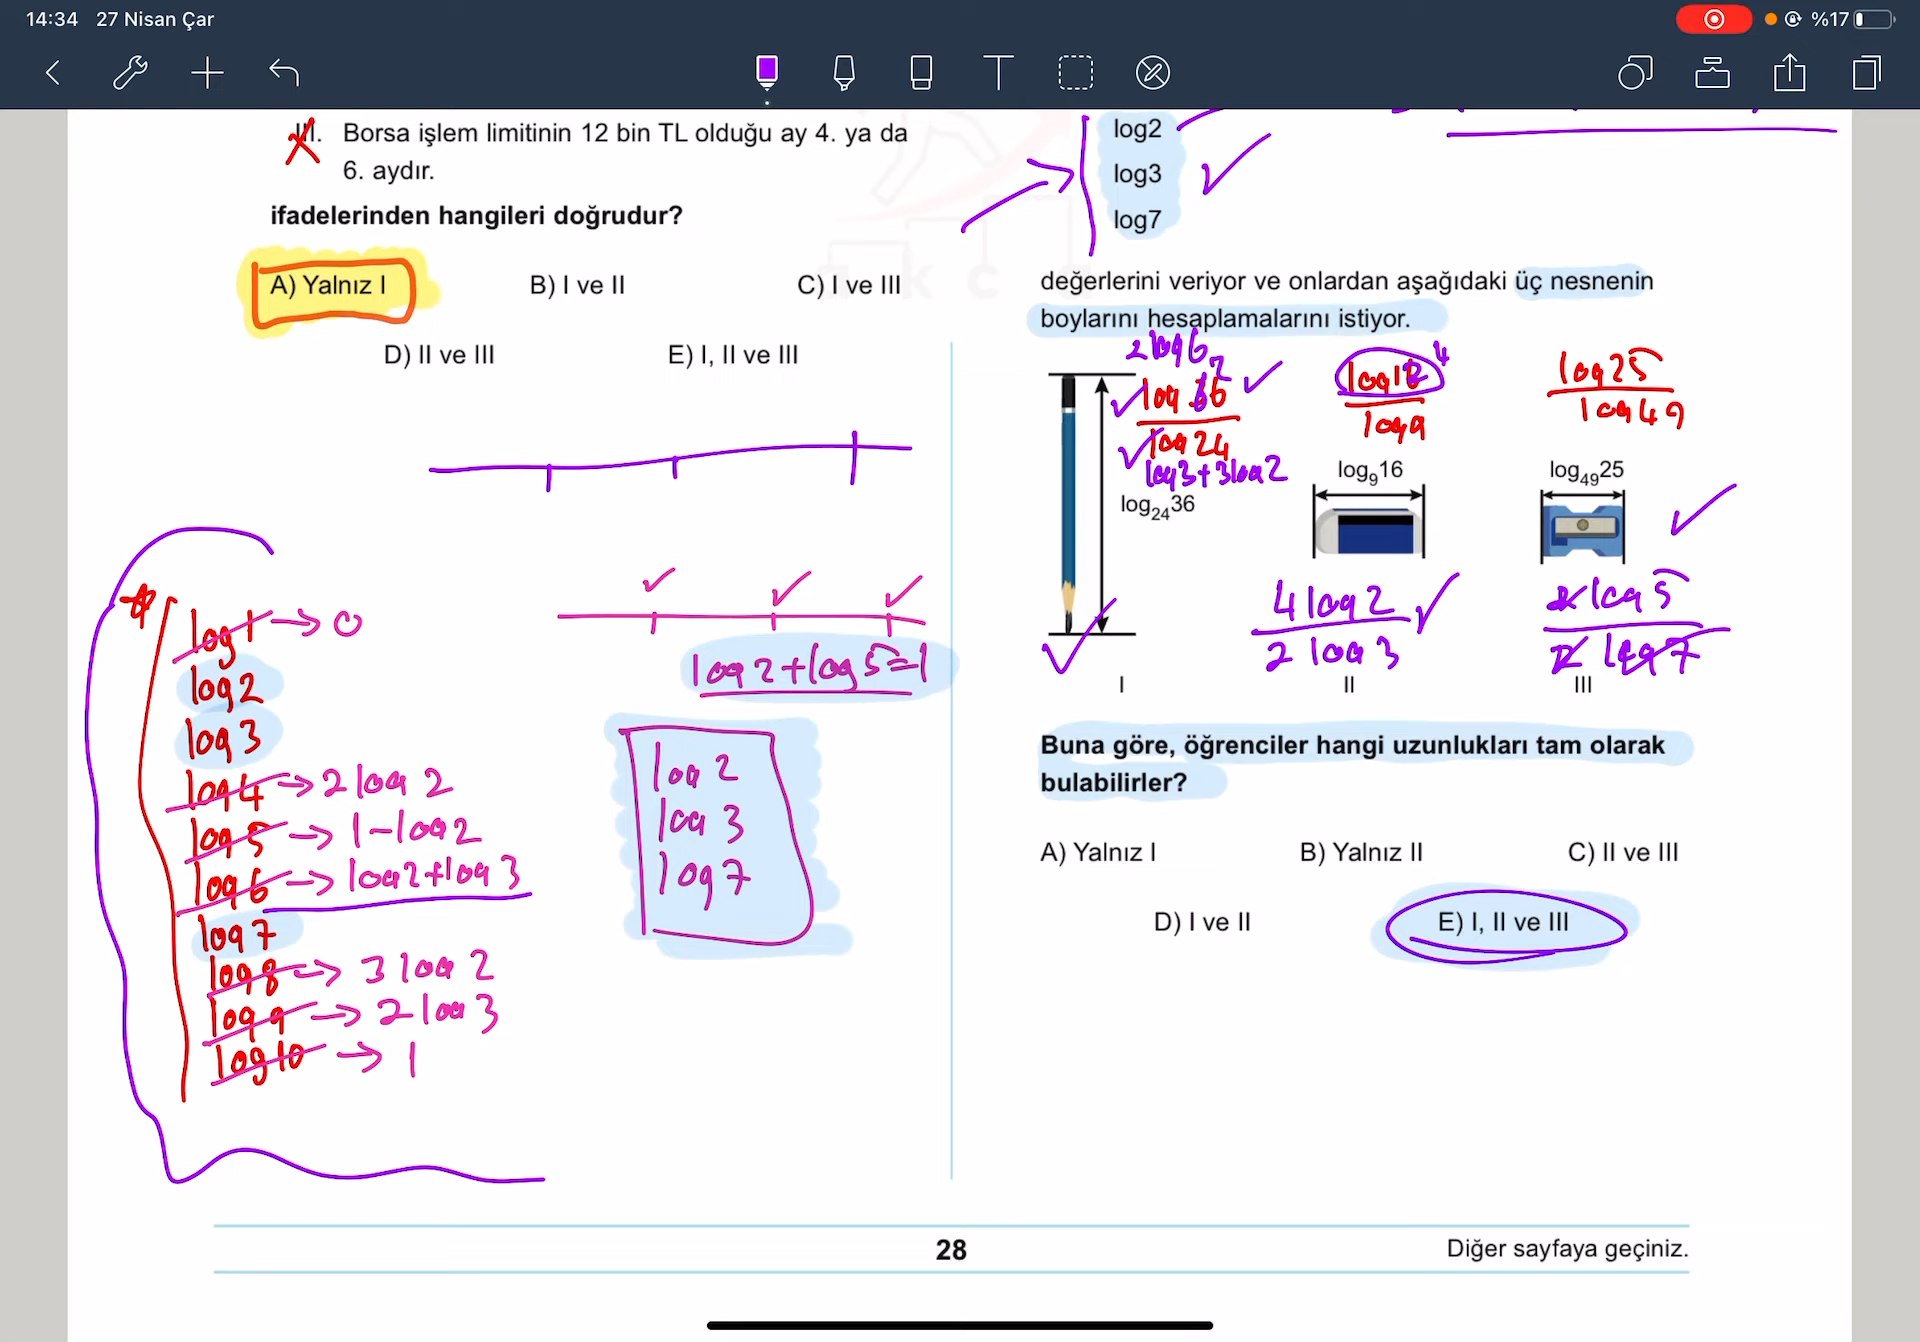 14:34 27 Nisan Çar
%17
III. Borsa işlem limitinin 12 bin TL olduğu ay 4. ya da
6. aydır.
ifadelerinden hangileri doğrudur?
A) Yalnız I
B) I ve II
C) I ve III
D) II ve III
E) I, II ve III
log1 → 0
log2
log3
log4 → 2log2
log5 → 1-log2
log6 → log2+log3
log7
log8 → 3log2
log9 → 2log3
log10 → 1
log2+log5=1
log2
log3
log7
log2
log3
log7
değerlerini veriyor ve onlardan aşağıdaki üç nesnenin
boylarını hesaplamalarını istiyor.
2log6
log36
log24
log3+3log2
log₂₄36
I
log9
log₉16
4log2
2log3
II
log25
log49
log₄₉25
2log5
2log7
III
Buna göre, öğrenciler hangi uzunlukları tam olarak
bulabilirler?
A) Yalnız I
B) Yalnız II
C) II ve III
D) I ve II
E) I, II ve III
28
Diğer sayfaya geçiniz.